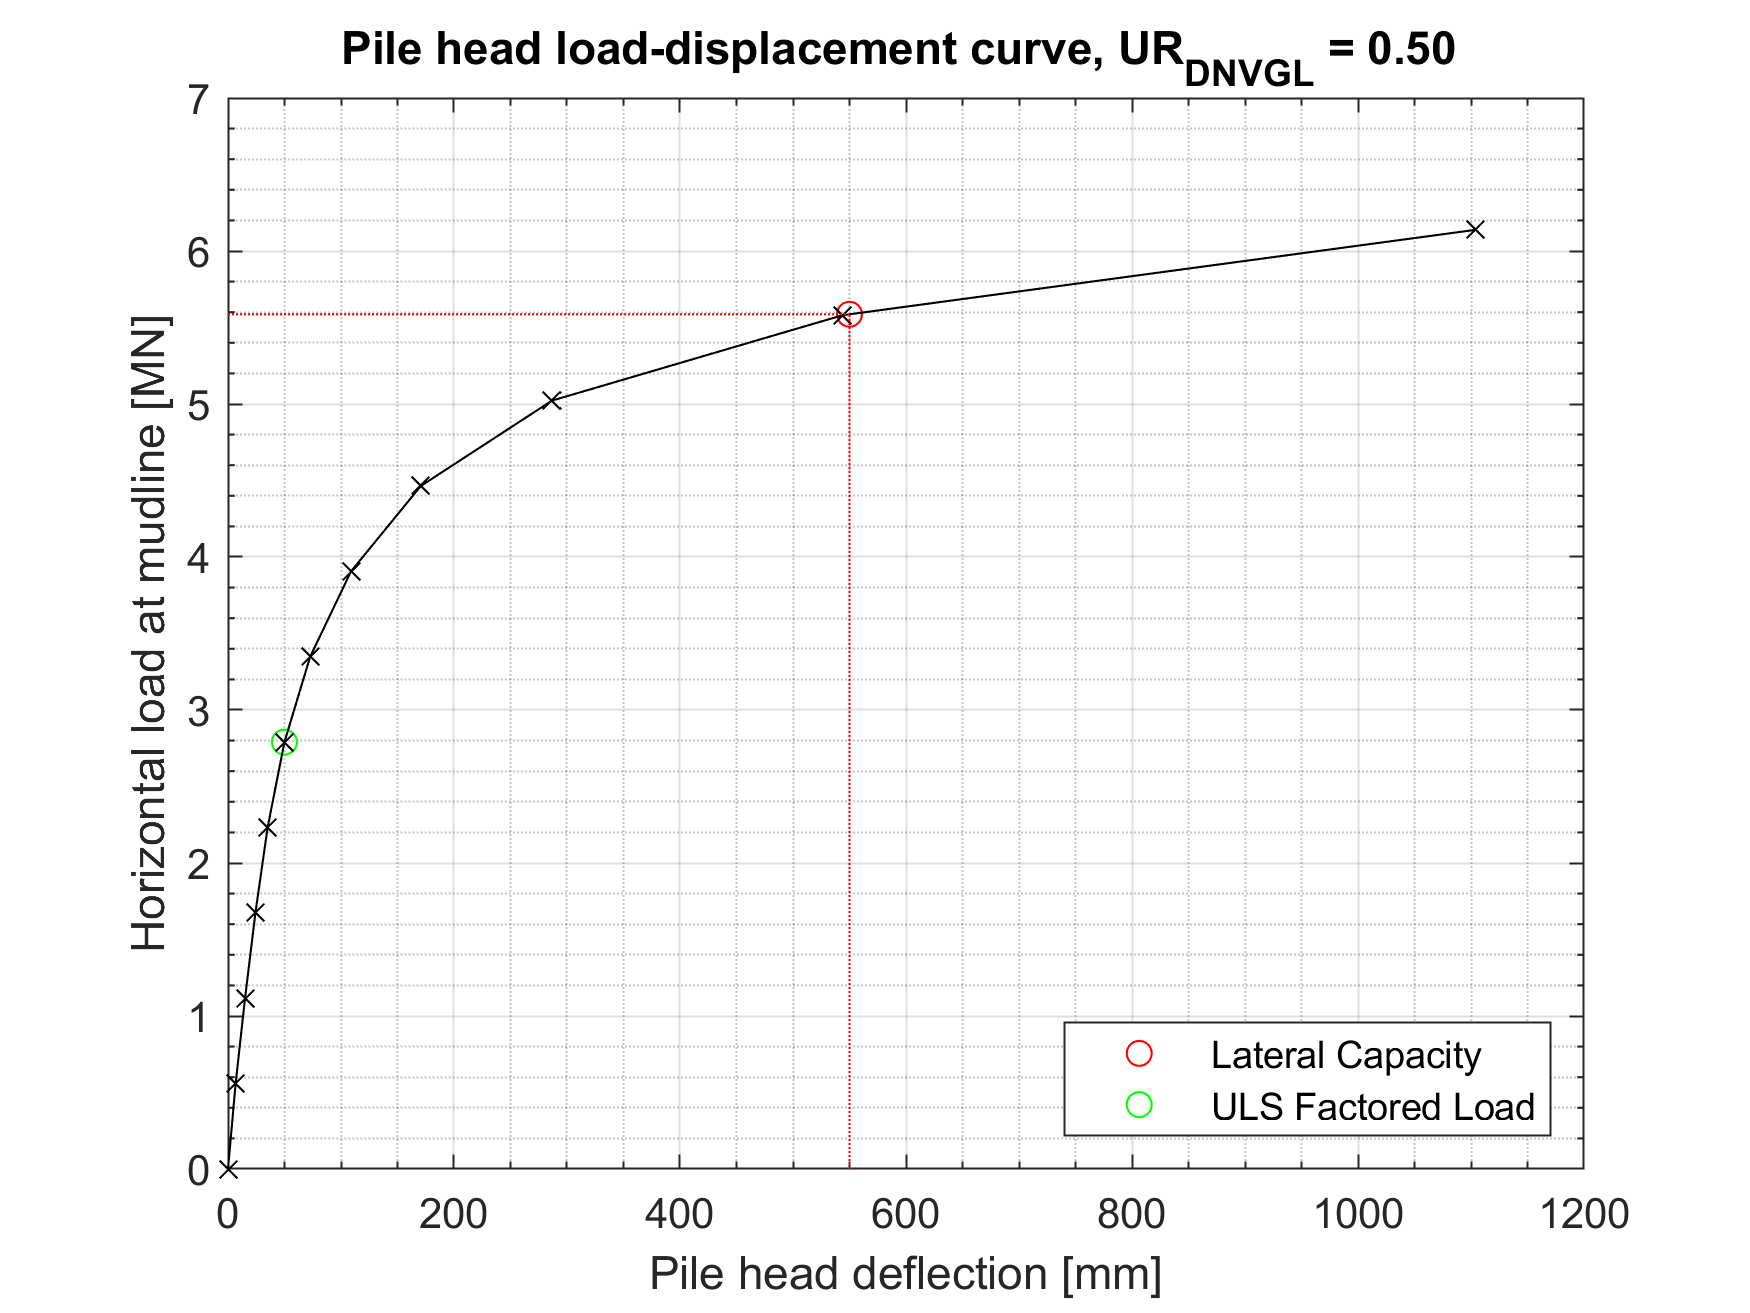 Pile head load-displacement curve, UR_DNVGL = 0.50
7
6
5
4
3
2
1
0
Horizontal load at mudline [MN]
Lateral Capacity
ULS Factored Load
0 200 400 600 800 1000 1200
Pile head deflection [mm]